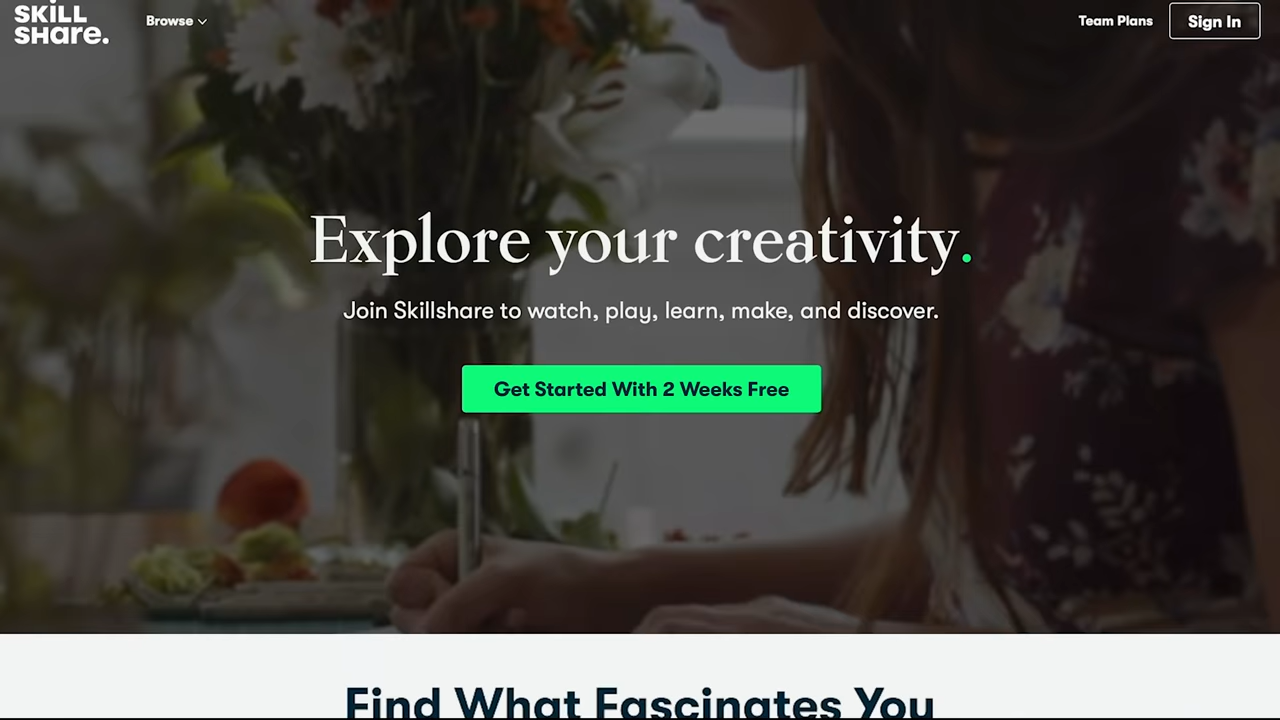 SKiLL
SHare.
Browse
Team Plans
Sign In
Explore your creativity.
Join Skillshare to watch, play, learn, make, and discover.
Get Started With 2 Weeks Free
Find What Fascinates You